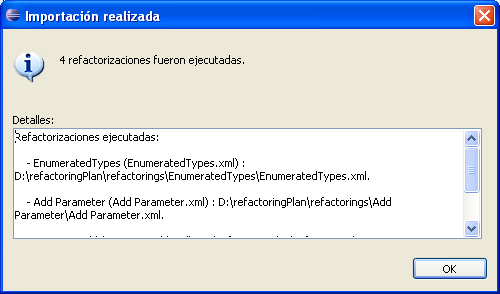 Importación realizada
4 refactorizaciones fueron ejecutadas.
Detalles:
Refactorizaciones ejecutadas:
- EnumeratedTypes (EnumeratedTypes.xml) :
D:\refactoringPlan\refactorings\EnumeratedTypes\EnumeratedTypes.xml.
- Add Parameter (Add Parameter.xml) : D:\refactoringPlan\refactorings\Add
Parameter\Add Parameter.xml.
OK